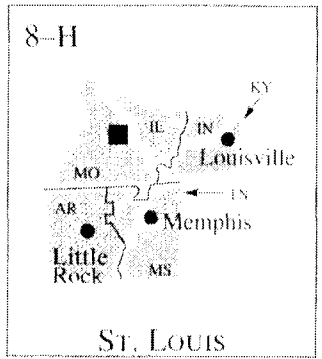 8-H
KY
IL
IN
Louisville
MO
TN
AR
Memphis
Little
Rock
MS
ST. LOUIS